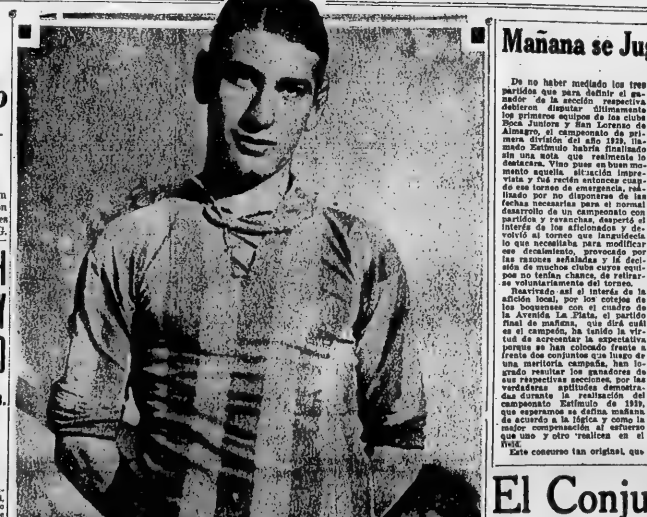 Mañana se Jug
De no haber mediado los tres
partidos que para definir el ga-
nador de la sección respectiva
debieron disputar últimamente
los primeros equipos de los clubs
Boca Juniors y San Lorenzo de
Almagro, el campeonato de pri-
mera división del año 1929, lla-
mado Estímulo habría finalizado
sin una nota que realmente lo
destacara. Vino pues en buen mo-
mento aquella situación impre-
vista y fué recién entonces cuan-
do ese torneo de emergencia, rea-
lizado por no disponerse de las
fechas necesarias para el normal
desarrollo de un campeonato con
partidos y revanchas, despertó el
interés de los aficionados y de-
volvió al torneo que languidecía
lo que necesitaba para modificar
ese decaimiento, provocado por
las razones señaladas y la deci-
sión de muchos clubs cuyos equi-
pos no tenían chance, de retirar-
se voluntariamente del torneo.
Reavivado así el interés de la
afición local, por los cotejos de
los boquenses con el cuadro de
la Avenida La Plata, el partido
final de mañana, que dirá cuál
es el campeón, ha tenido la vir-
tud de acrecentar la expectativa
porque se han colocado frente a
frente dos conjuntos que luego de
una meritoria campaña, han lo-
grado resultar los ganadores de
sus respectivas secciones, por las
verdaderas aptitudes demostra-
das durante la realización del
campeonato Estímulo de 1929,
que esperamos se defina mañana
de acuerdo a la lógica y como la
mejor compensación al esfuerzo
que uno y otro realicen en el
field.
Este concurso tan original, que
El Conju